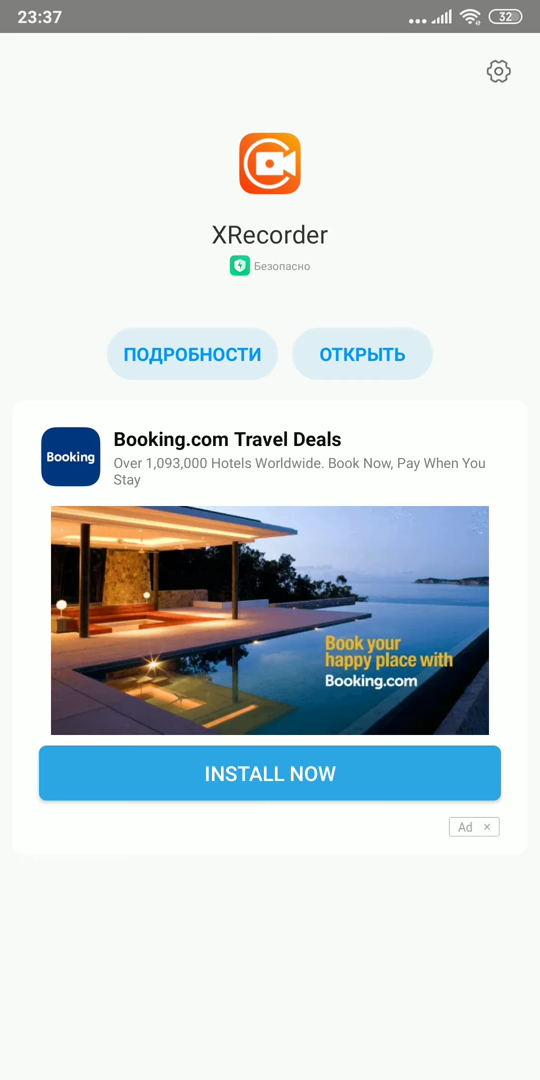 23:37
32
XRecorder
Безопасно
ПОДРОБНОСТИ
ОТКРЫТЬ
Booking
Booking.com Travel Deals
Over 1,093,000 Hotels Worldwide. Book Now, Pay When You
Stay
Book your
happy place with
Booking.com
INSTALL NOW
Ad ×